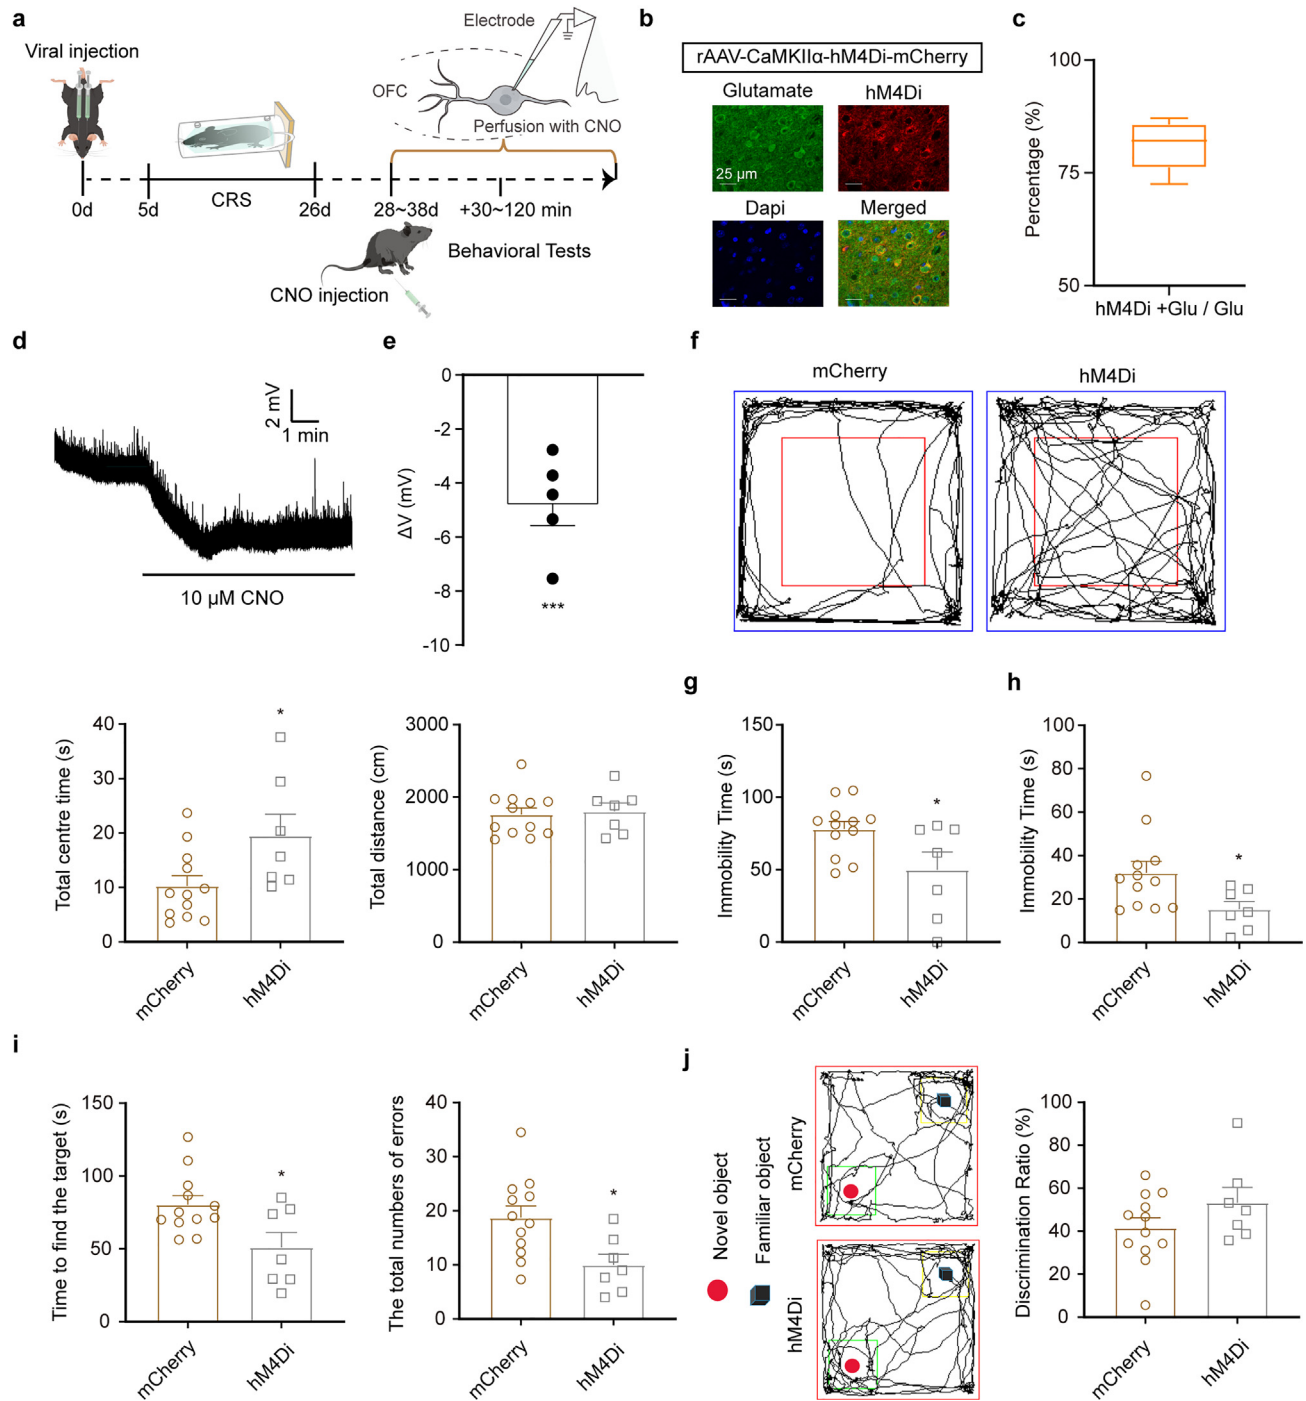 a
Viral injection
Electrode
OFC
Perfusion with CNO
0d
5d
CRS
26d
28~38d
+30~120 min
Behavioral Tests
CNO injection
b
rAAV-CaMKIIα-hM4Di-mCherry
Glutamate
hM4Di
25 μm
Dapi
Merged
c
Percentage (%)
100
75
50
hM4Di +Glu / Glu
d
2 mV
1 min
10 μM CNO
e
ΔV (mV)
0
-2
-4
-6
-8
-10
***
f
mCherry
hM4Di
Total centre time (s)
40
30
20
10
0
*
mCherry
hM4Di
Total distance (cm)
3000
2000
1000
0
mCherry
hM4Di
g
Immobility Time (s)
150
100
50
0
*
mCherry
hM4Di
h
Immobility Time (s)
100
80
60
40
20
0
*
mCherry
hM4Di
i
Time to find the target (s)
150
100
50
0
*
mCherry
hM4Di
The total numbers of errors
40
30
20
10
0
*
mCherry
hM4Di
j
Novel object
Familiar object
mCherry
hM4Di
Discrimination Ratio (%)
100
80
60
40
20
0
mCherry
hM4Di